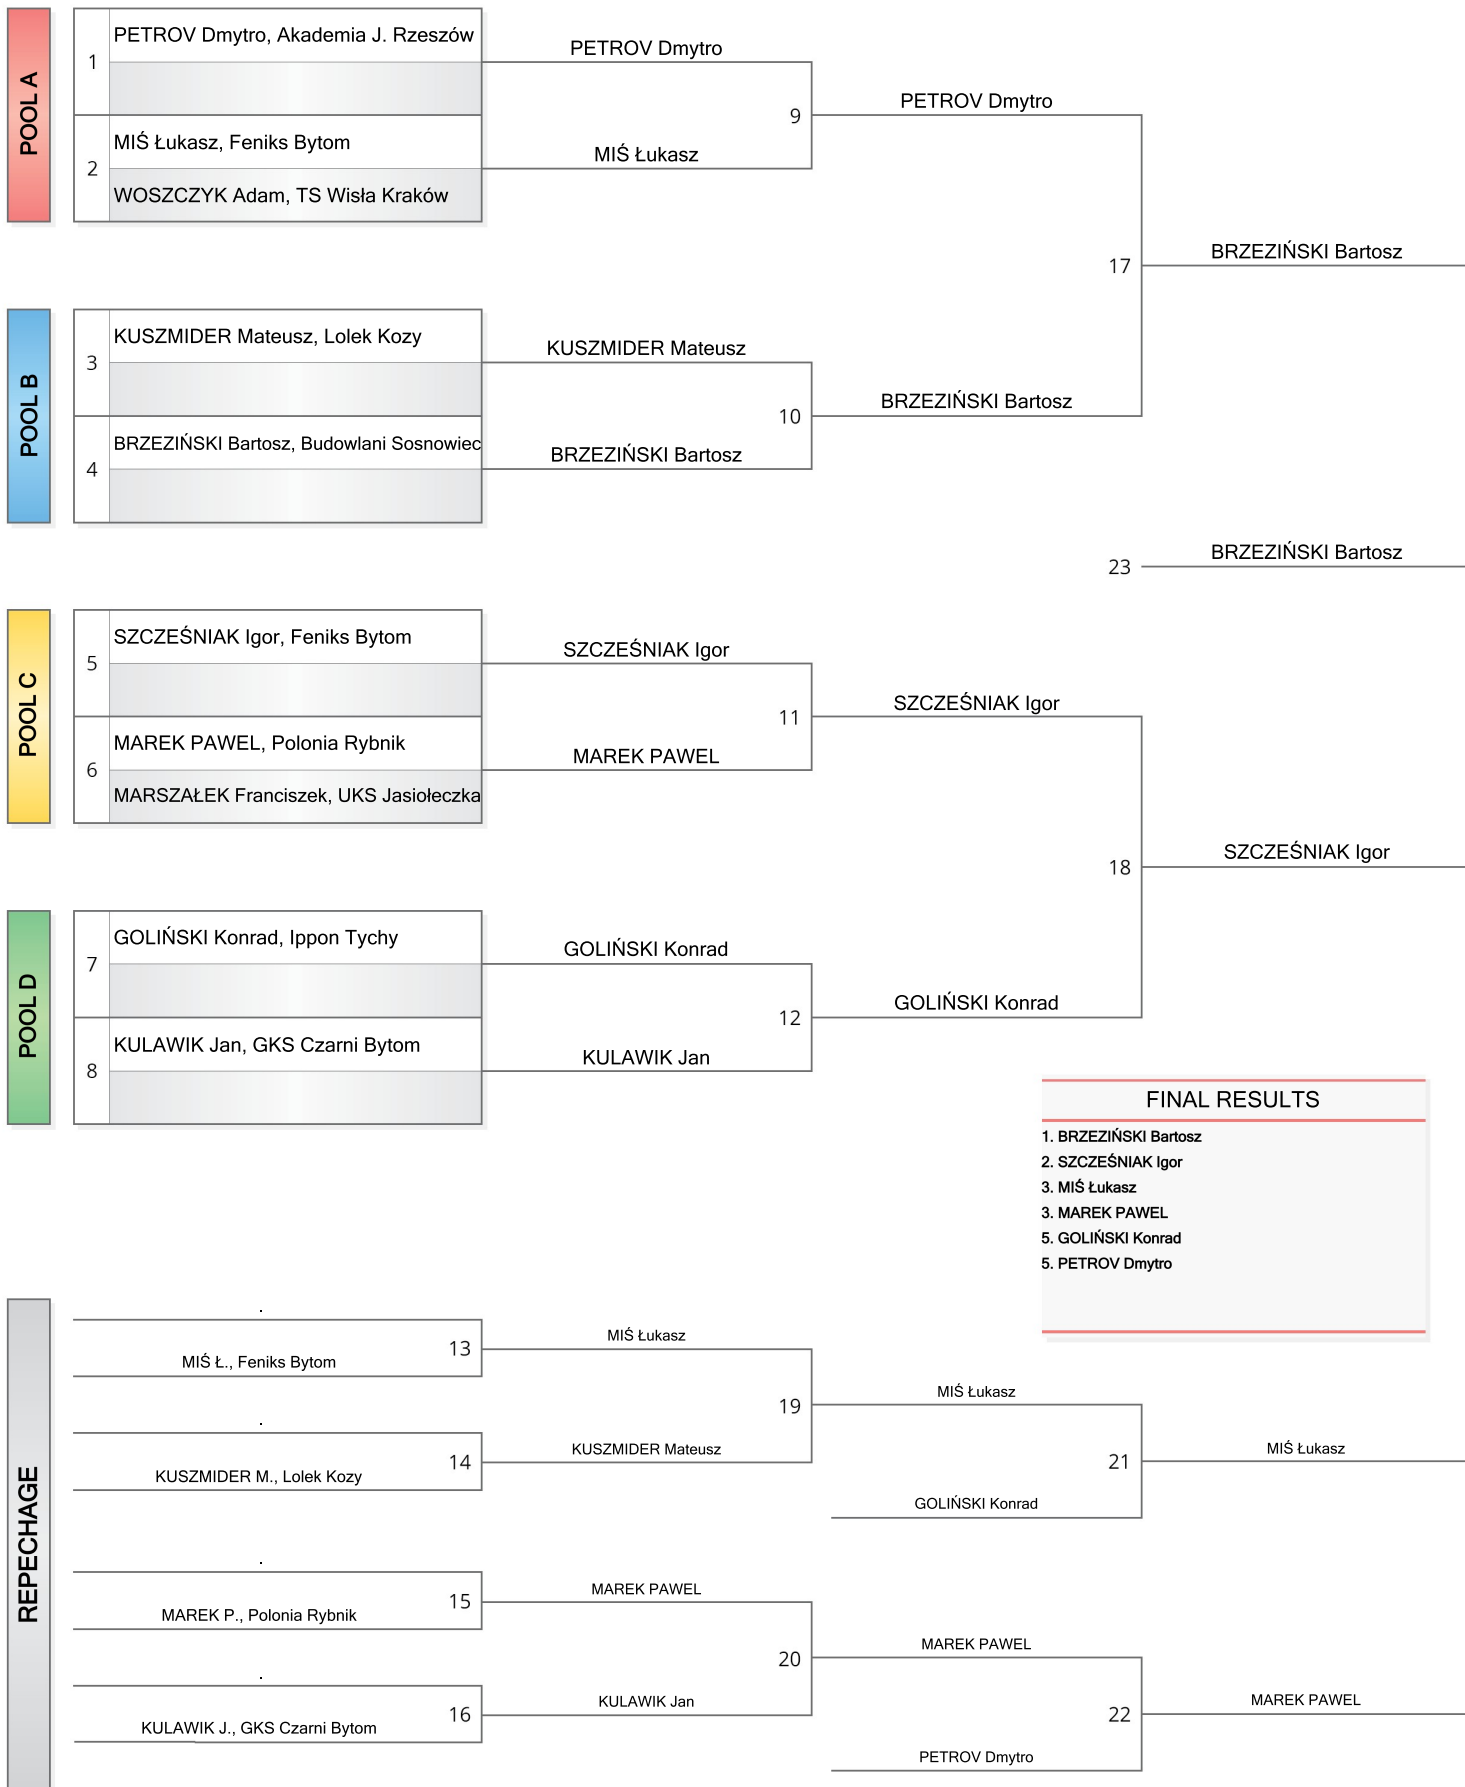 POOL A
1
PETROV Dmytro, Akademia J. Rzeszów
2
MIŚ Łukasz, Feniks Bytom
WOSZCZYK Adam, TS Wisła Kraków
PETROV Dmytro
MIŚ Łukasz
9
PETROV Dmytro
17
BRZEZIŃSKI Bartosz
POOL B
3
KUSZMIDER Mateusz, Lolek Kozy
4
BRZEZIŃSKI Bartosz, Budowlani Sosnowiec
KUSZMIDER Mateusz
BRZEZIŃSKI Bartosz
10
BRZEZIŃSKI Bartosz
23
BRZEZIŃSKI Bartosz
POOL C
5
SZCZEŚNIAK Igor, Feniks Bytom
6
MAREK PAWEL, Polonia Rybnik
MARSZAŁEK Franciszek, UKS Jasiołeczka
SZCZEŚNIAK Igor
MAREK PAWEL
11
SZCZEŚNIAK Igor
18
SZCZEŚNIAK Igor
POOL D
7
GOLIŃSKI Konrad, Ippon Tychy
8
KULAWIK Jan, GKS Czarni Bytom
GOLIŃSKI Konrad
KULAWIK Jan
12
GOLIŃSKI Konrad
FINAL RESULTS
1. BRZEZIŃSKI Bartosz
2. SZCZEŚNIAK Igor
3. MIŚ Łukasz
3. MAREK PAWEL
5. GOLIŃSKI Konrad
5. PETROV Dmytro
REPECHAGE
.
13
MIŚ Ł., Feniks Bytom
.
14
KUSZMIDER M., Lolek Kozy
MIŚ Łukasz
19
KUSZMIDER Mateusz
MIŚ Łukasz
21
GOLIŃSKI Konrad
MIŚ Łukasz
.
15
MAREK P., Polonia Rybnik
.
16
KULAWIK J., GKS Czarni Bytom
MAREK PAWEL
20
KULAWIK Jan
MAREK PAWEL
22
PETROV Dmytro
MAREK PAWEL